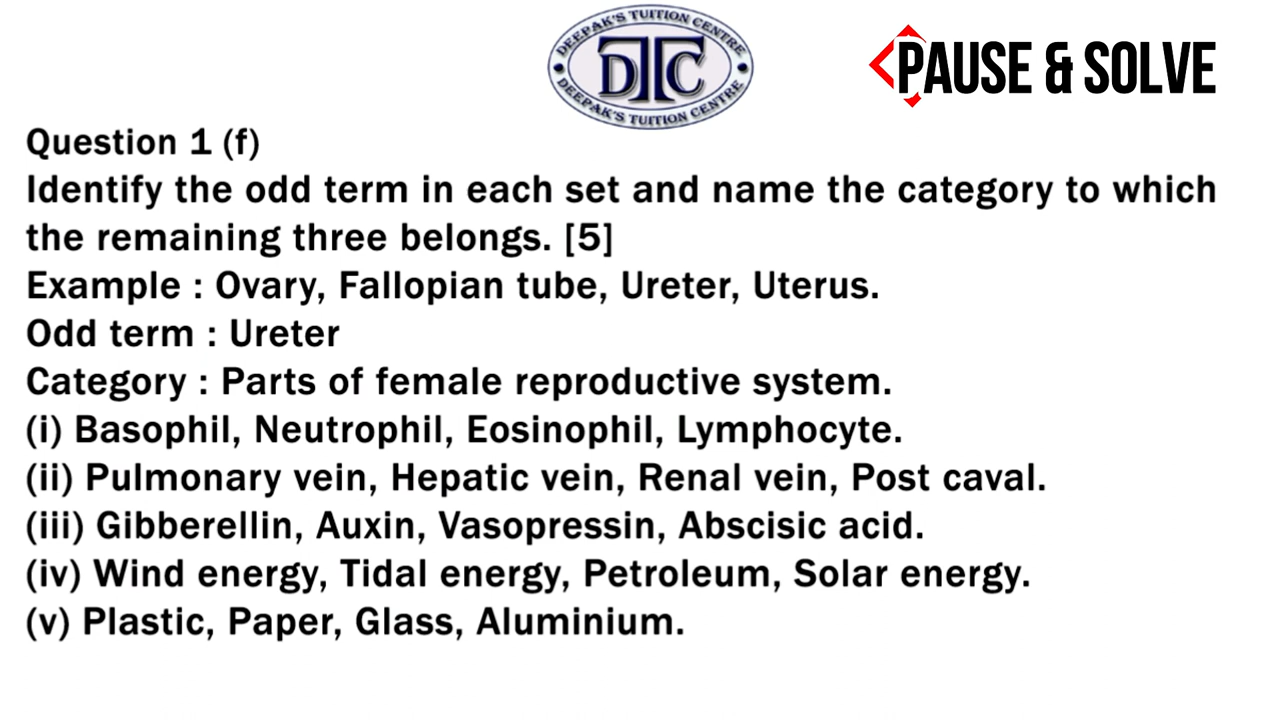 DEEPAK'S TUITION CENTRE
DTC
DEEPAK'S TUITION CENTRE
PAUSE & SOLVE
Question 1 (f)
Identify the odd term in each set and name the category to which
the remaining three belongs. [5]
Example : Ovary, Fallopian tube, Ureter, Uterus.
Odd term : Ureter
Category : Parts of female reproductive system.
(i) Basophil, Neutrophil, Eosinophil, Lymphocyte.
(ii) Pulmonary vein, Hepatic vein, Renal vein, Post caval.
(iii) Gibberellin, Auxin, Vasopressin, Abscisic acid.
(iv) Wind energy, Tidal energy, Petroleum, Solar energy.
(v) Plastic, Paper, Glass, Aluminium.